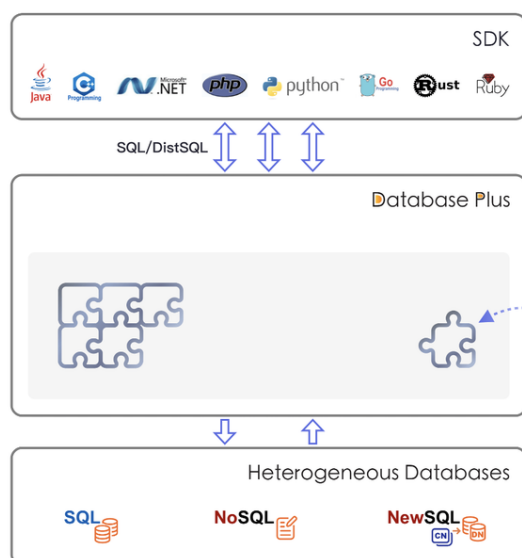 SDK
Java
C++
Programming
Microsoft
.NET
php
python
Go
Programming
Rust
Ruby
SQL/DistSQL
Database Plus
Heterogeneous Databases
SQL
NoSQL
NewSQL
CN
DN